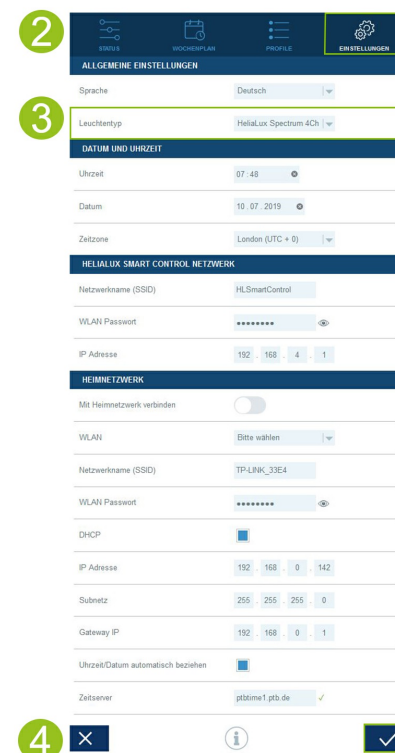 2
STATUS WOCHENPLAN PROFILE EINSTELLUNGEN
ALLGEMEINE EINSTELLUNGEN
Sprache Deutsch
3
Leuchtentyp HeliaLux Spectrum 4Ch
DATUM UND UHRZEIT
Uhrzeit 07:48
Datum 10.07.2019
Zeitzone London (UTC + 0)
HELIALUX SMART CONTROL NETZWERK
Netzwerkname (SSID) HLSmartControl
WLAN Passwort ••••••••
IP Adresse 192 . 168 . 4 . 1
HEIMNETZWERK
Mit Heimnetzwerk verbinden
WLAN Bitte wählen
Netzwerkname (SSID) TP-LINK_33E4
WLAN Passwort ••••••••
DHCP
IP Adresse 192 . 168 . 0 . 142
Subnetz 255 . 255 . 255 . 0
Gateway IP 192 . 168 . 0 . 1
Uhrzeit/Datum automatisch beziehen
Zeitserver ptbtime1.ptb.de ✓
4